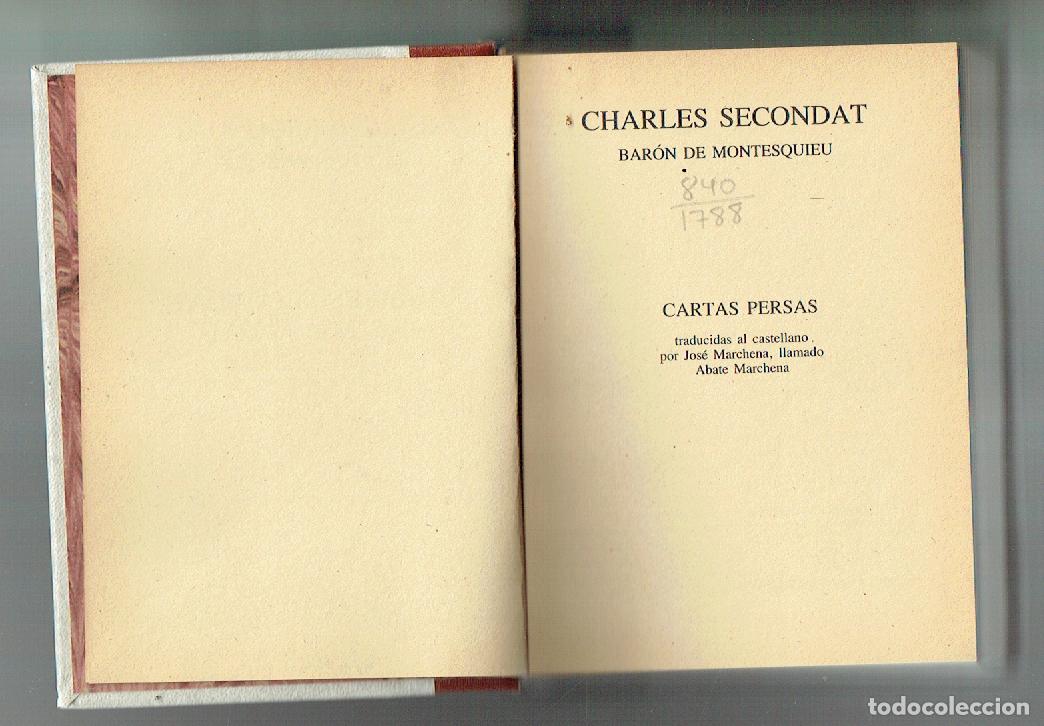 CHARLES SECONDAT
BARÓN DE MONTESQUIEU
840
1788
CARTAS PERSAS
traducidas al castellano
por José Marchena, llamado
Abate Marchena
todocoleccion